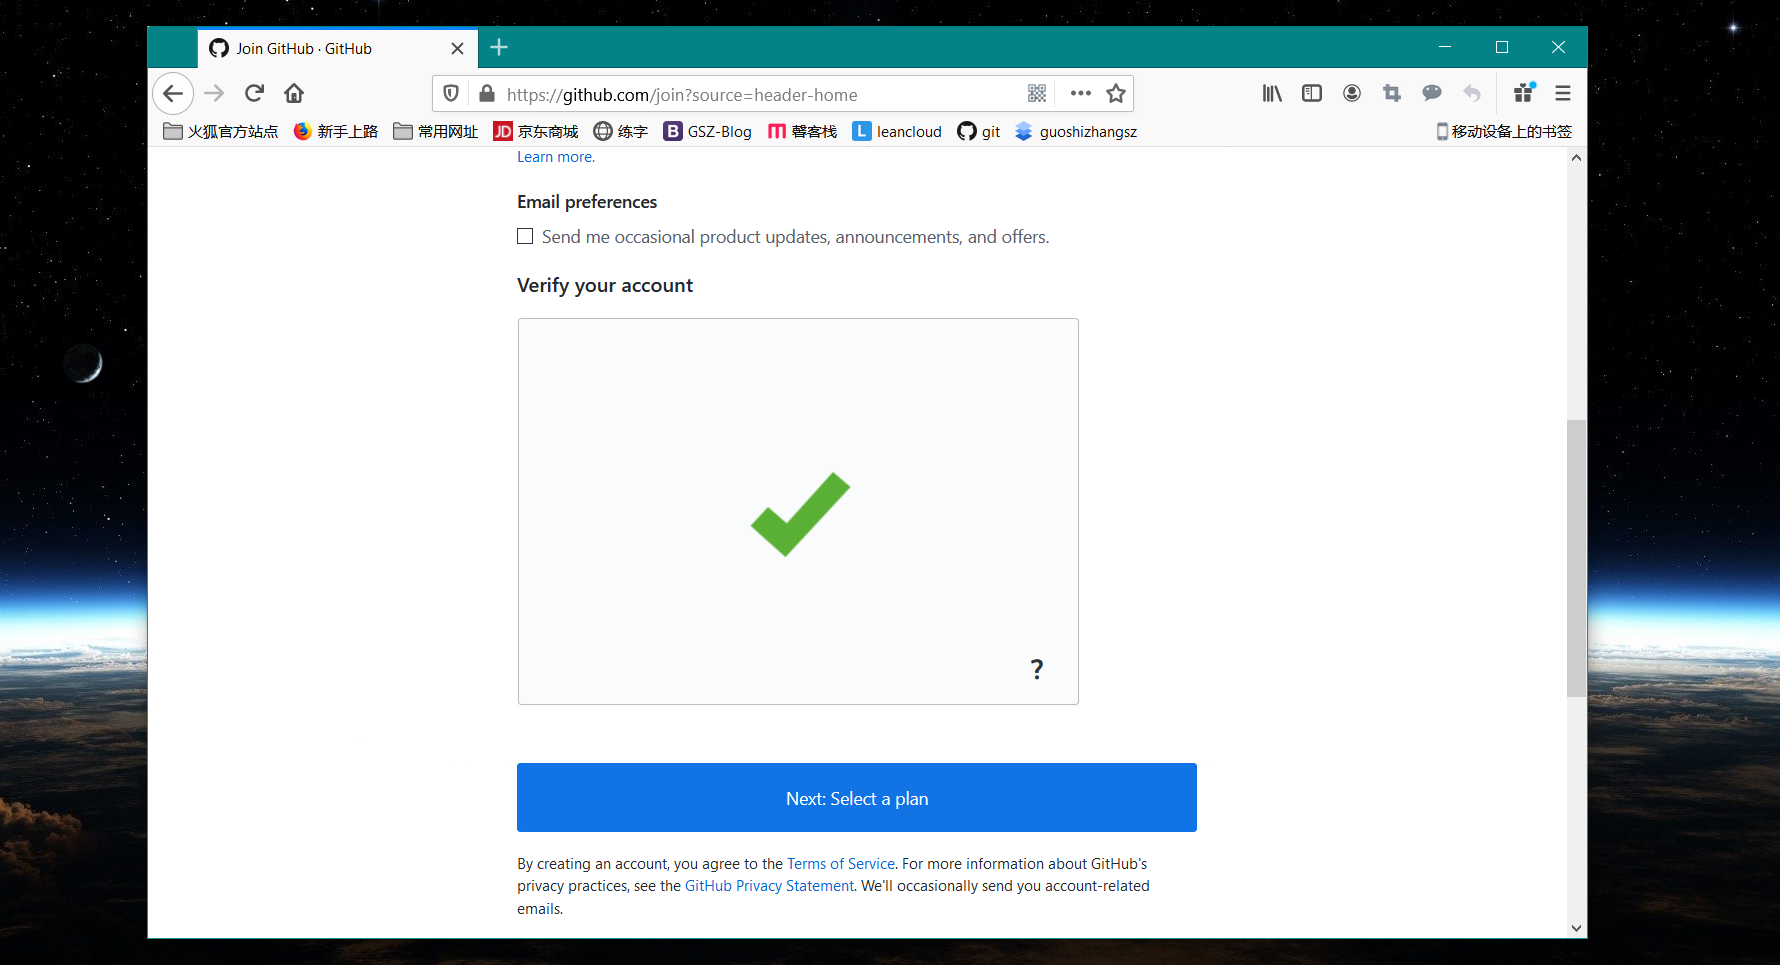 Join GitHub · GitHub
https://github.com/join?source=header-home
火狐官方站点 新手上路 常用网址 JD 京东商城 练字 B GSZ-Blog 馨客栈 L leancloud git guoshizhangsz 移动设备上的书签
Learn more.
Email preferences
Send me occasional product updates, announcements, and offers.
Verify your account
?
Next: Select a plan
By creating an account, you agree to the Terms of Service. For more information about GitHub's
privacy practices, see the GitHub Privacy Statement. We'll occasionally send you account-related
emails.